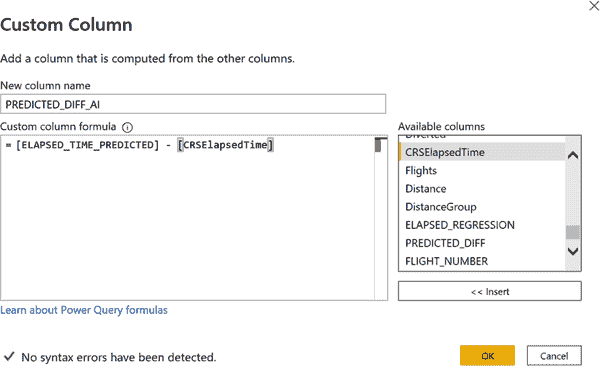 Custom Column
Add a column that is computed from the other columns.
New column name
PREDICTED_DIFF_AI
Custom column formula
Available columns
= [ELAPSED_TIME_PREDICTED] - [CRSElapsedTime]
Diverted
CRSElapsedTime
Flights
Distance
DistanceGroup
ELAPSED_REGRESSION
PREDICTED_DIFF
FLIGHT_NUMBER
<< Insert
Learn about Power Query formulas
No syntax errors have been detected.
OK
Cancel